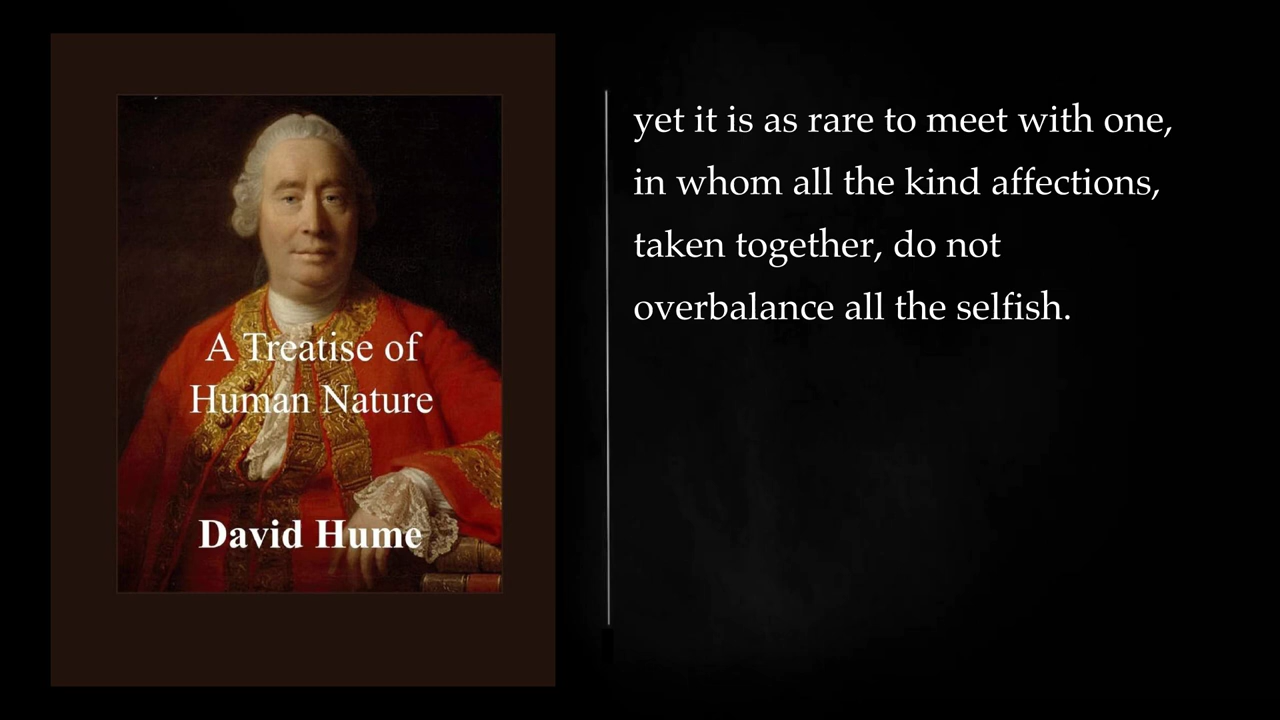 A Treatise of
Human Nature
David Hume
yet it is as rare to meet with one,
in whom all the kind affections,
taken together, do not
overbalance all the selfish.